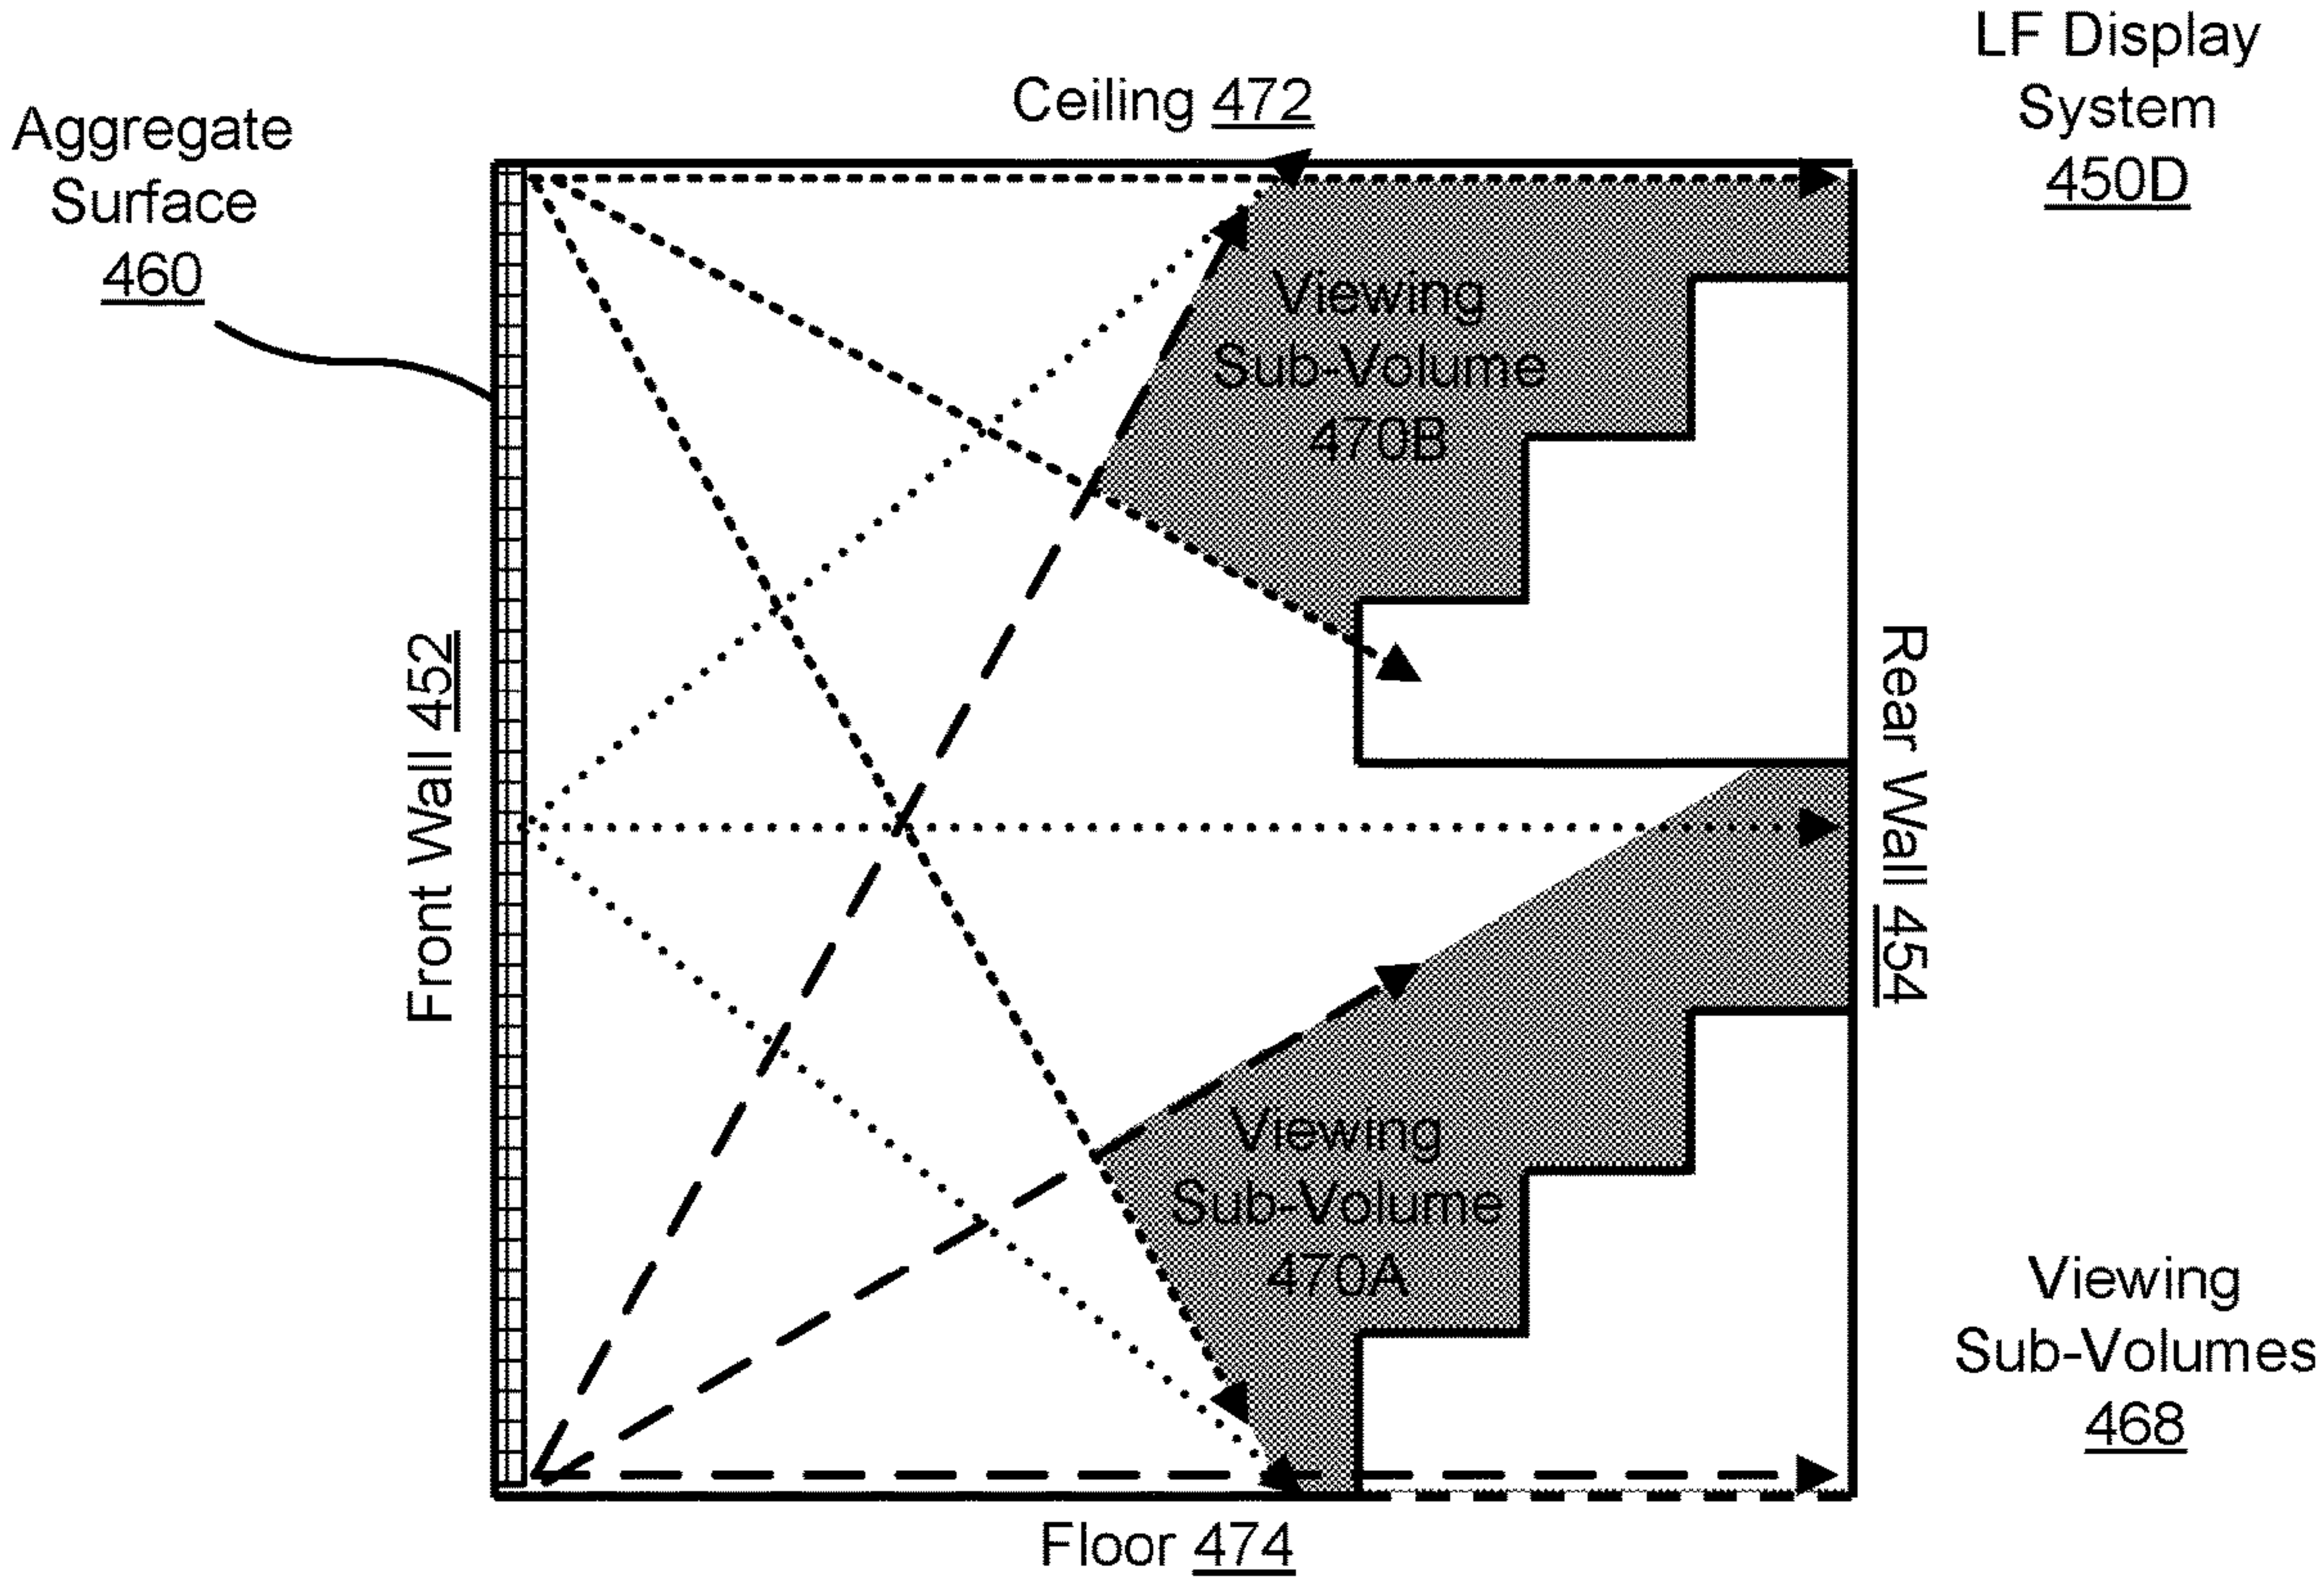 LF Display
System
450D
Ceiling 472
Aggregate
Surface
460
Viewing
Sub-Volume
470B
Front Wall 452
Rear Wall 454
Viewing
Sub-Volume
470A
Viewing
Sub-Volumes
468
Floor 474